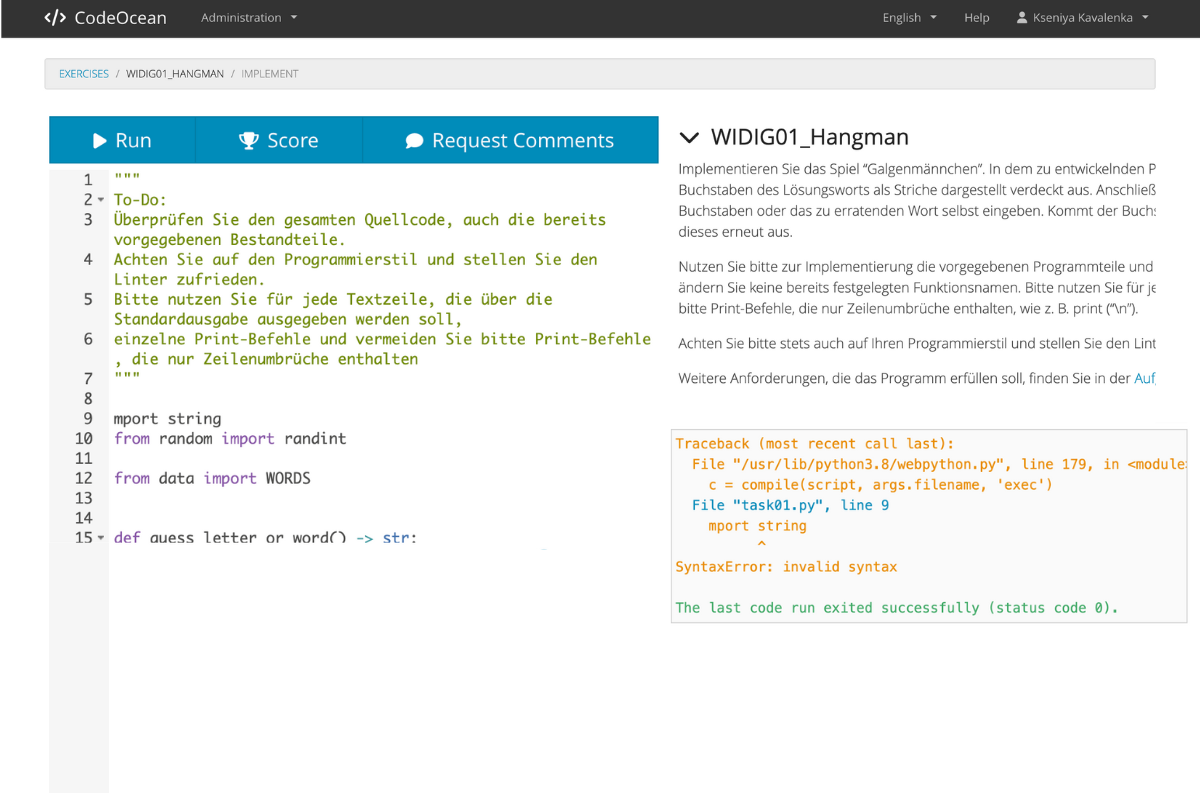 CodeOcean Administration English Help Kseniya Kavalenka
EXERCISES / WIDIG01_HANGMAN / IMPLEMENT
Run Score Request Comments
1 """
2 To-Do:
3 Überprüfen Sie den gesamten Quellcode, auch die bereits
vorgegebenen Bestandteile.
4 Achten Sie auf den Programmierstil und stellen Sie den
Linter zufrieden.
5 Bitte nutzen Sie für jede Textzeile, die über die
Standardausgabe ausgegeben werden soll,
6 einzelne Print-Befehle und vermeiden Sie bitte Print-Befehle
, die nur Zeilenumbrüche enthalten
7 """
8
9 mport string
10 from random import randint
11
12 from data import WORDS
13
14
15 def guess_letter_or_word() -> str:
WIDIG01_Hangman
Implementieren Sie das Spiel “Galgenmännchen”. In dem zu entwickelnden P
Buchstaben des Lösungsworts als Striche dargestellt verdeckt aus. Anschließ
Buchstaben oder das zu erratenden Wort selbst eingeben. Kommt der Buchs
dieses erneut aus.
Nutzen Sie bitte zur Implementierung die vorgegebenen Programmteile und
ändern Sie keine bereits festgelegten Funktionsnamen. Bitte nutzen Sie für je
bitte Print-Befehle, die nur Zeilenumbrüche enthalten, wie z. B. print (“\n”).
Achten Sie bitte stets auch auf Ihren Programmierstil und stellen Sie den Lint
Weitere Anforderungen, die das Programm erfüllen soll, finden Sie in der Auf
Traceback (most recent call last):
File "/usr/lib/python3.8/webpython.py", line 179, in <module>
c = compile(script, args.filename, 'exec')
File "task01.py", line 9
mport string
^
SyntaxError: invalid syntax
The last code run exited successfully (status code 0).